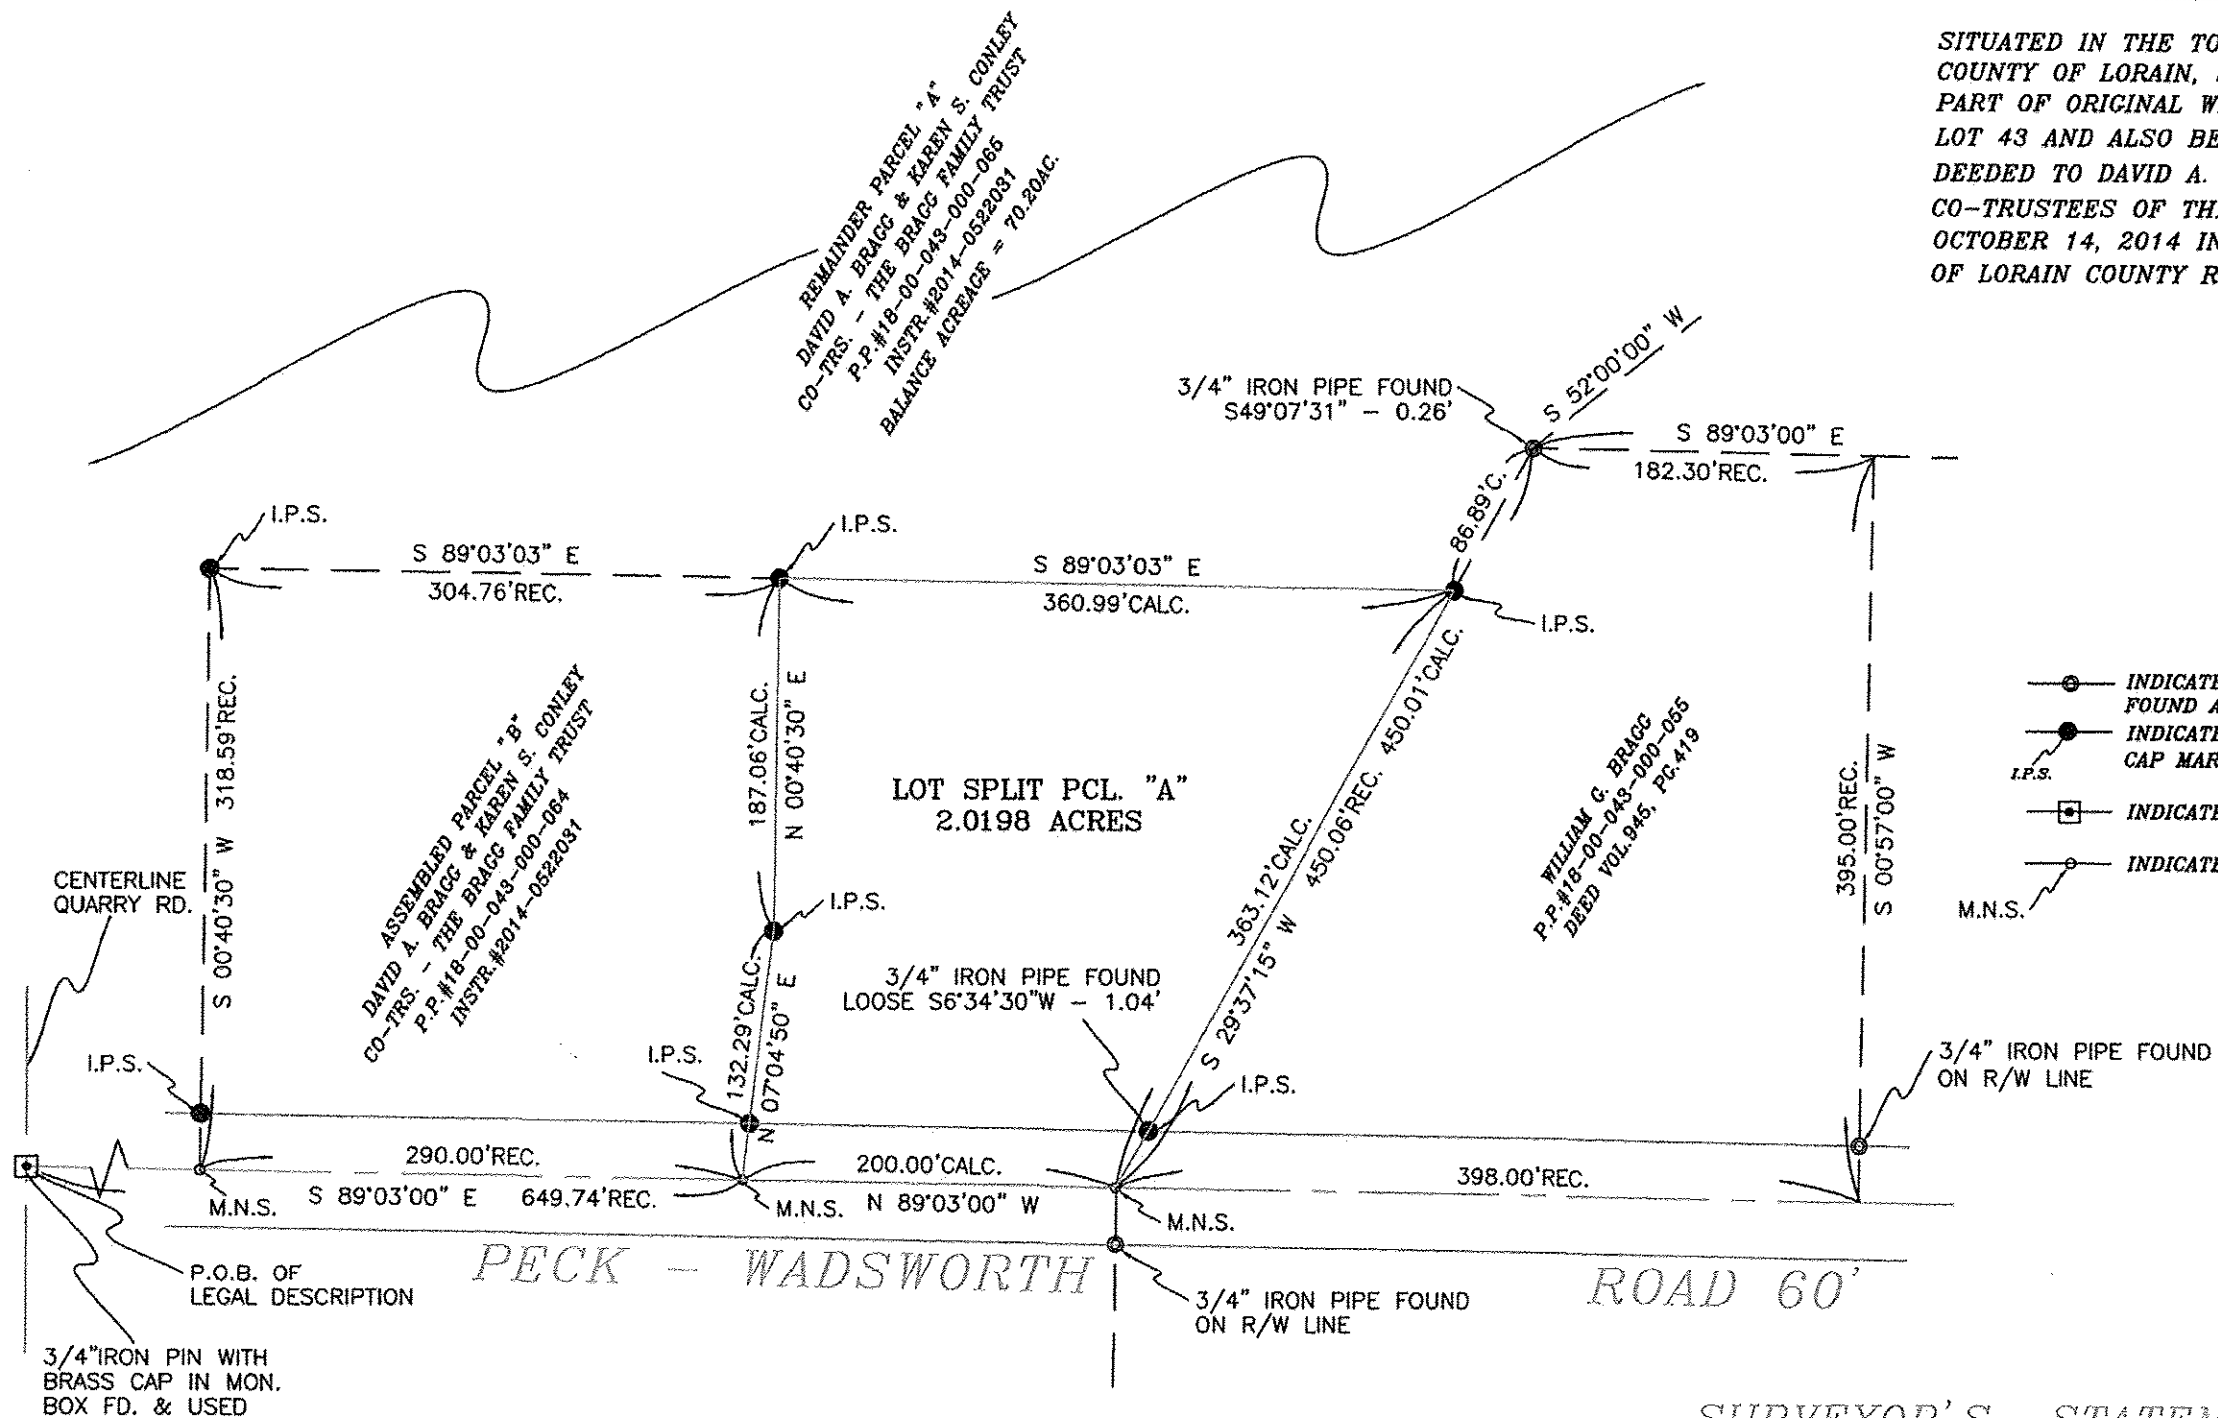 SITUATED IN THE TO
COUNTY OF LORAIN,
PART OF ORIGINAL W
LOT 43 AND ALSO BE
DEEDED TO DAVID A.
CO-TRUSTEES OF TH
OCTOBER 14, 2014 IN
OF LORAIN COUNTY R
REMAINDER PARCEL "A"
DAVID A. BRAGG & KAREN S. CONLEY
CO-TRS. - THE BRAGG FAMILY TRUST
P.P.#18-00-043-000-065
INSTR.#2014-0522031
BALANCE ACREAGE = 70.20AC.
3/4" IRON PIPE FOUND
S49°07'31" - 0.26'
S 52°00'00" W
S 89°03'00" E
182.30'REC.
86.89'C.
I.P.S.
S 89°03'03" E
304.76'REC.
I.P.S.
S 89°03'03" E
360.99'CALC.
I.P.S.
S 00°40'30" W 318.59'REC.
ASSEMBLED PARCEL "B"
DAVID A. BRAGG & KAREN S. CONLEY
CO-TRS. - THE BRAGG FAMILY TRUST
P.P.#18-00-043-000-064
INSTR.#2014-0522031
187.06'CALC.
N 00°40'30" E
LOT SPLIT PCL. "A"
2.0198 ACRES
363.12'CALC. 450.01'CALC.
S 29°37'15" W 450.06'REC.
WILLIAM G. BRAGG
P.P.#18-00-043-000-055
DEED VOL.945, PG.419
395.00'REC.
S 00°57'00" W
INDICATE
FOUND A
INDICATE
CAP MAR
I.P.S.
INDICATE
INDICATE
M.N.S.
CENTERLINE
QUARRY RD.
I.P.S.
132.29'CALC.
N 07°04'50" E
3/4" IRON PIPE FOUND
LOOSE S6°34'30"W - 1.04'
I.P.S.
I.P.S.
I.P.S.
3/4" IRON PIPE FOUND
ON R/W LINE
290.00'REC.
200.00'CALC.
398.00'REC.
S 89°03'00" E 649.74'REC.
N 89°03'00" W
M.N.S.
M.N.S.
M.N.S.
PECK - WADSWORTH ROAD 60'
P.O.B. OF
LEGAL DESCRIPTION
3/4" IRON PIPE FOUND
ON R/W LINE
3/4"IRON PIN WITH
BRASS CAP IN MON.
BOX FD. & USED
SURVEYOR'S STATEM